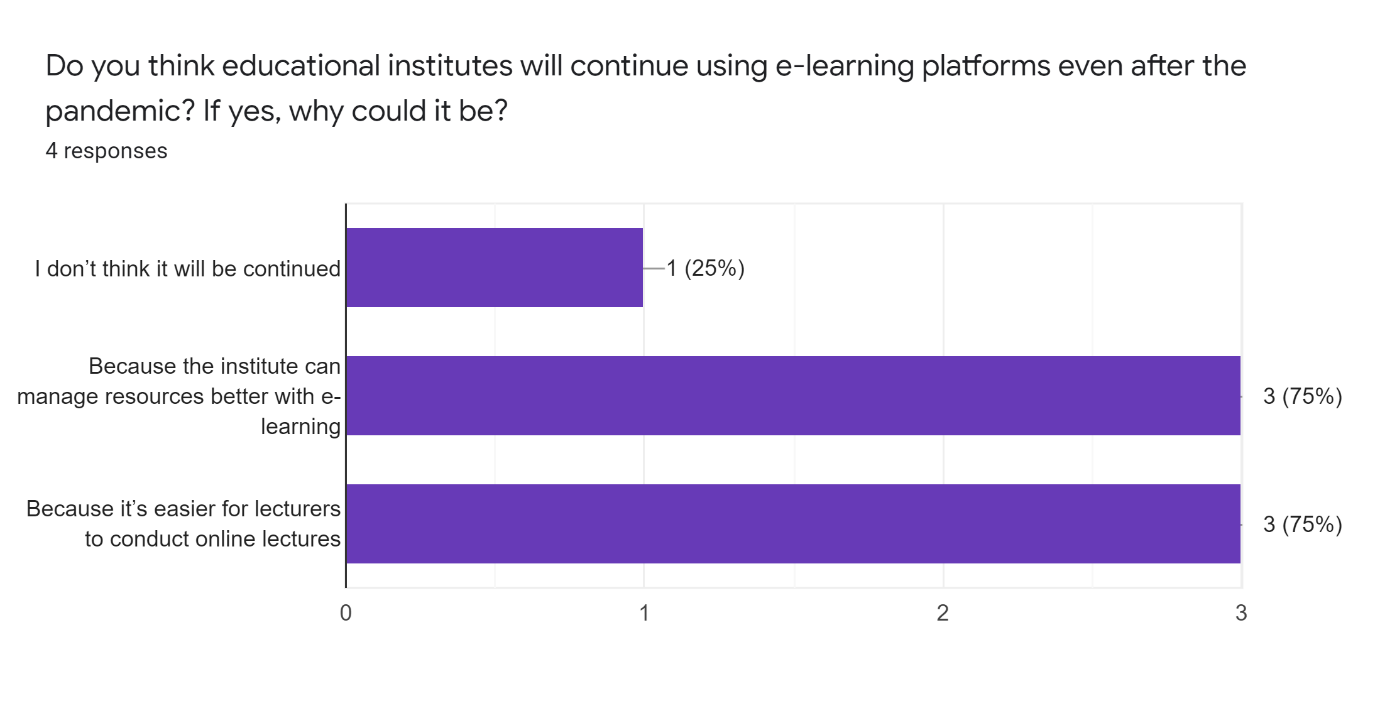 Do you think educational institutes will continue using e-learning platforms even after the
pandemic? If yes, why could it be?
4 responses
I don’t think it will be continued
1 (25%)
Because the institute can
manage resources better with e-
learning
3 (75%)
Because it’s easier for lecturers
to conduct online lectures
3 (75%)
0 1 2 3